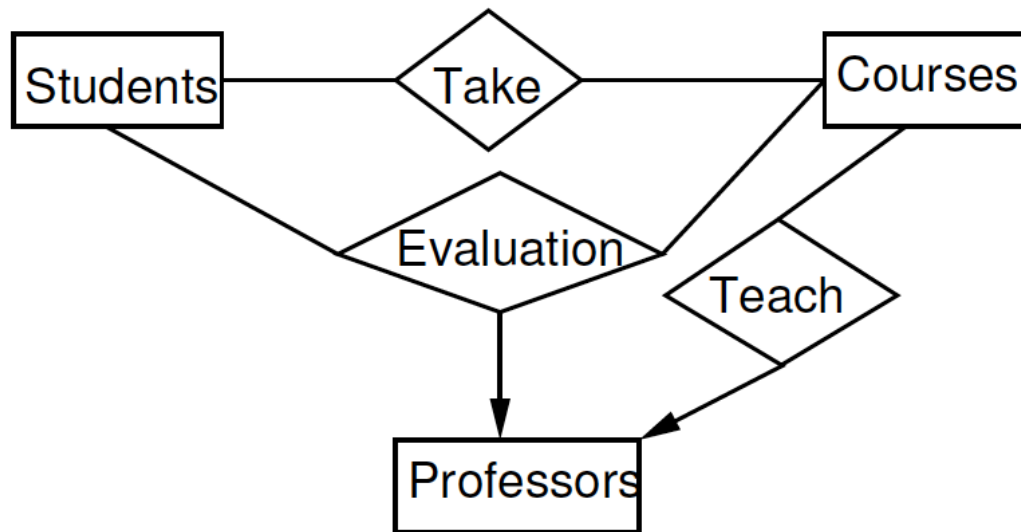 Students
Take
Courses
Evaluation
Teach
Professors